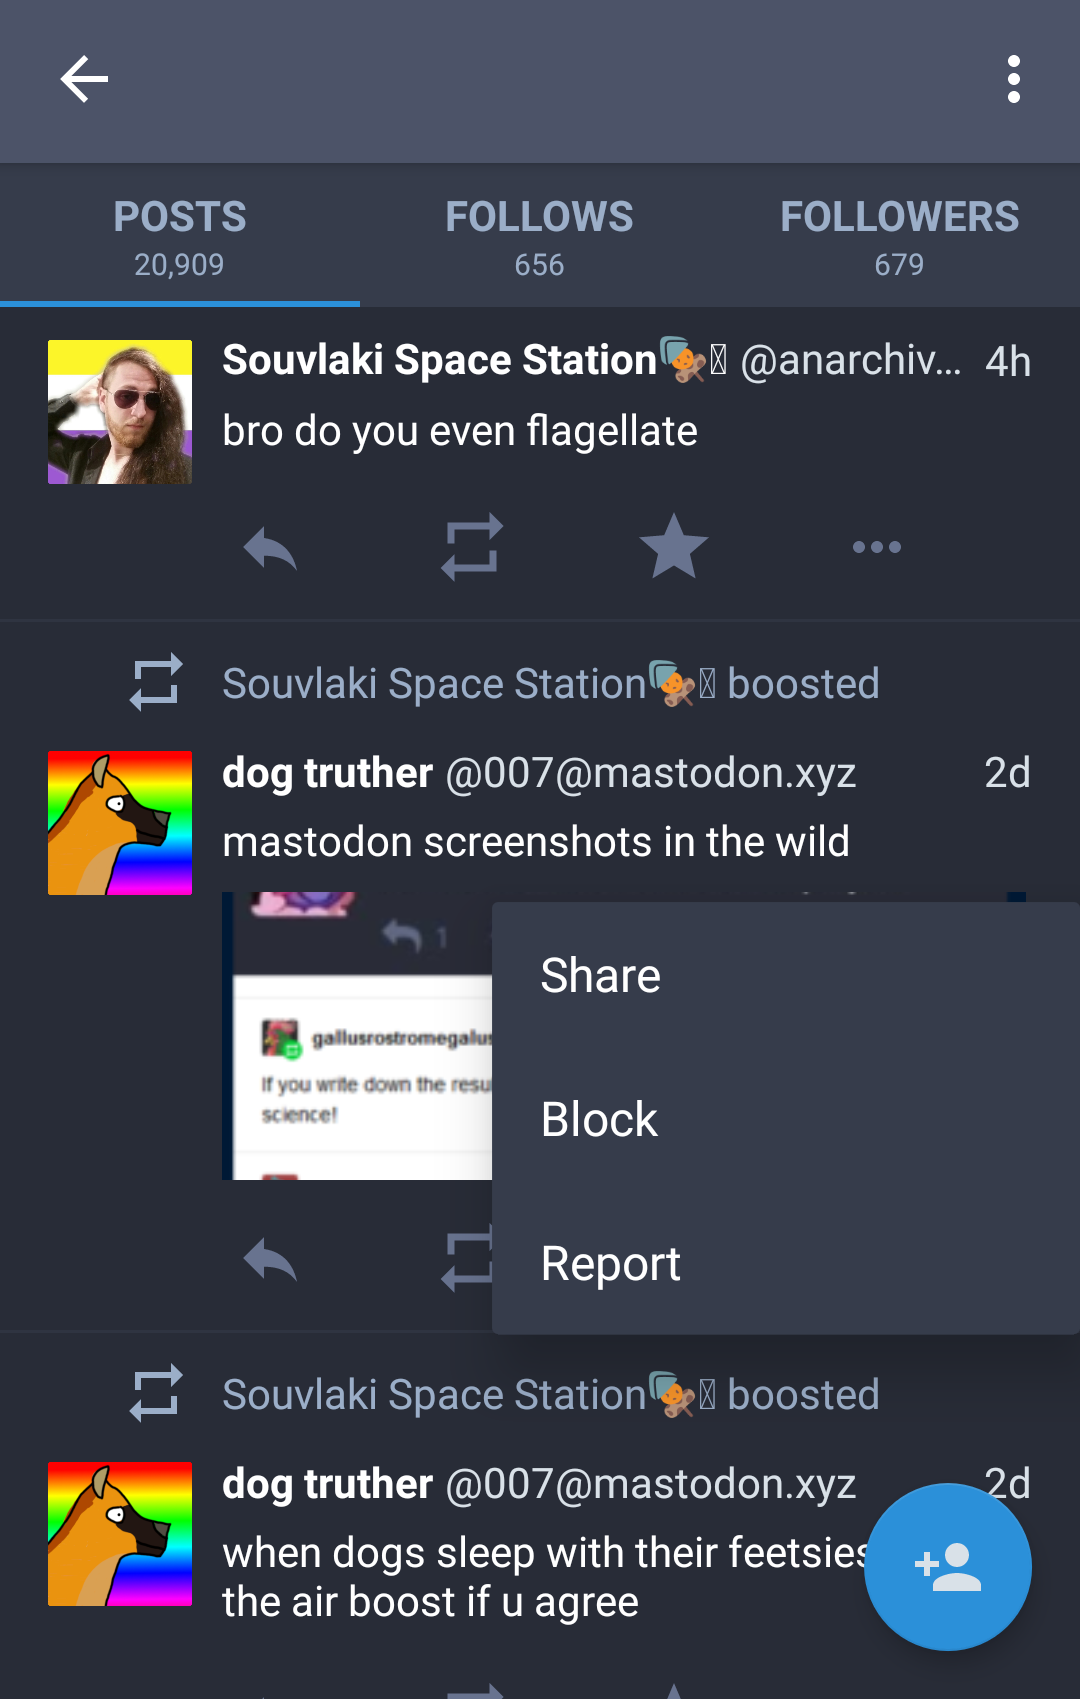 POSTS FOLLOWS FOLLOWERS
20,909 656 679
Souvlaki Space Station @anarchiv... 4h
bro do you even flagellate
Souvlaki Space Station boosted
dog truther @007@mastodon.xyz 2d
mastodon screenshots in the wild
1
gallusrostromegalus
If you write down the resu
science!
Share
Block
Report
Souvlaki Space Station boosted
dog truther @007@mastodon.xyz 2d
when dogs sleep with their feetsies
the air boost if u agree